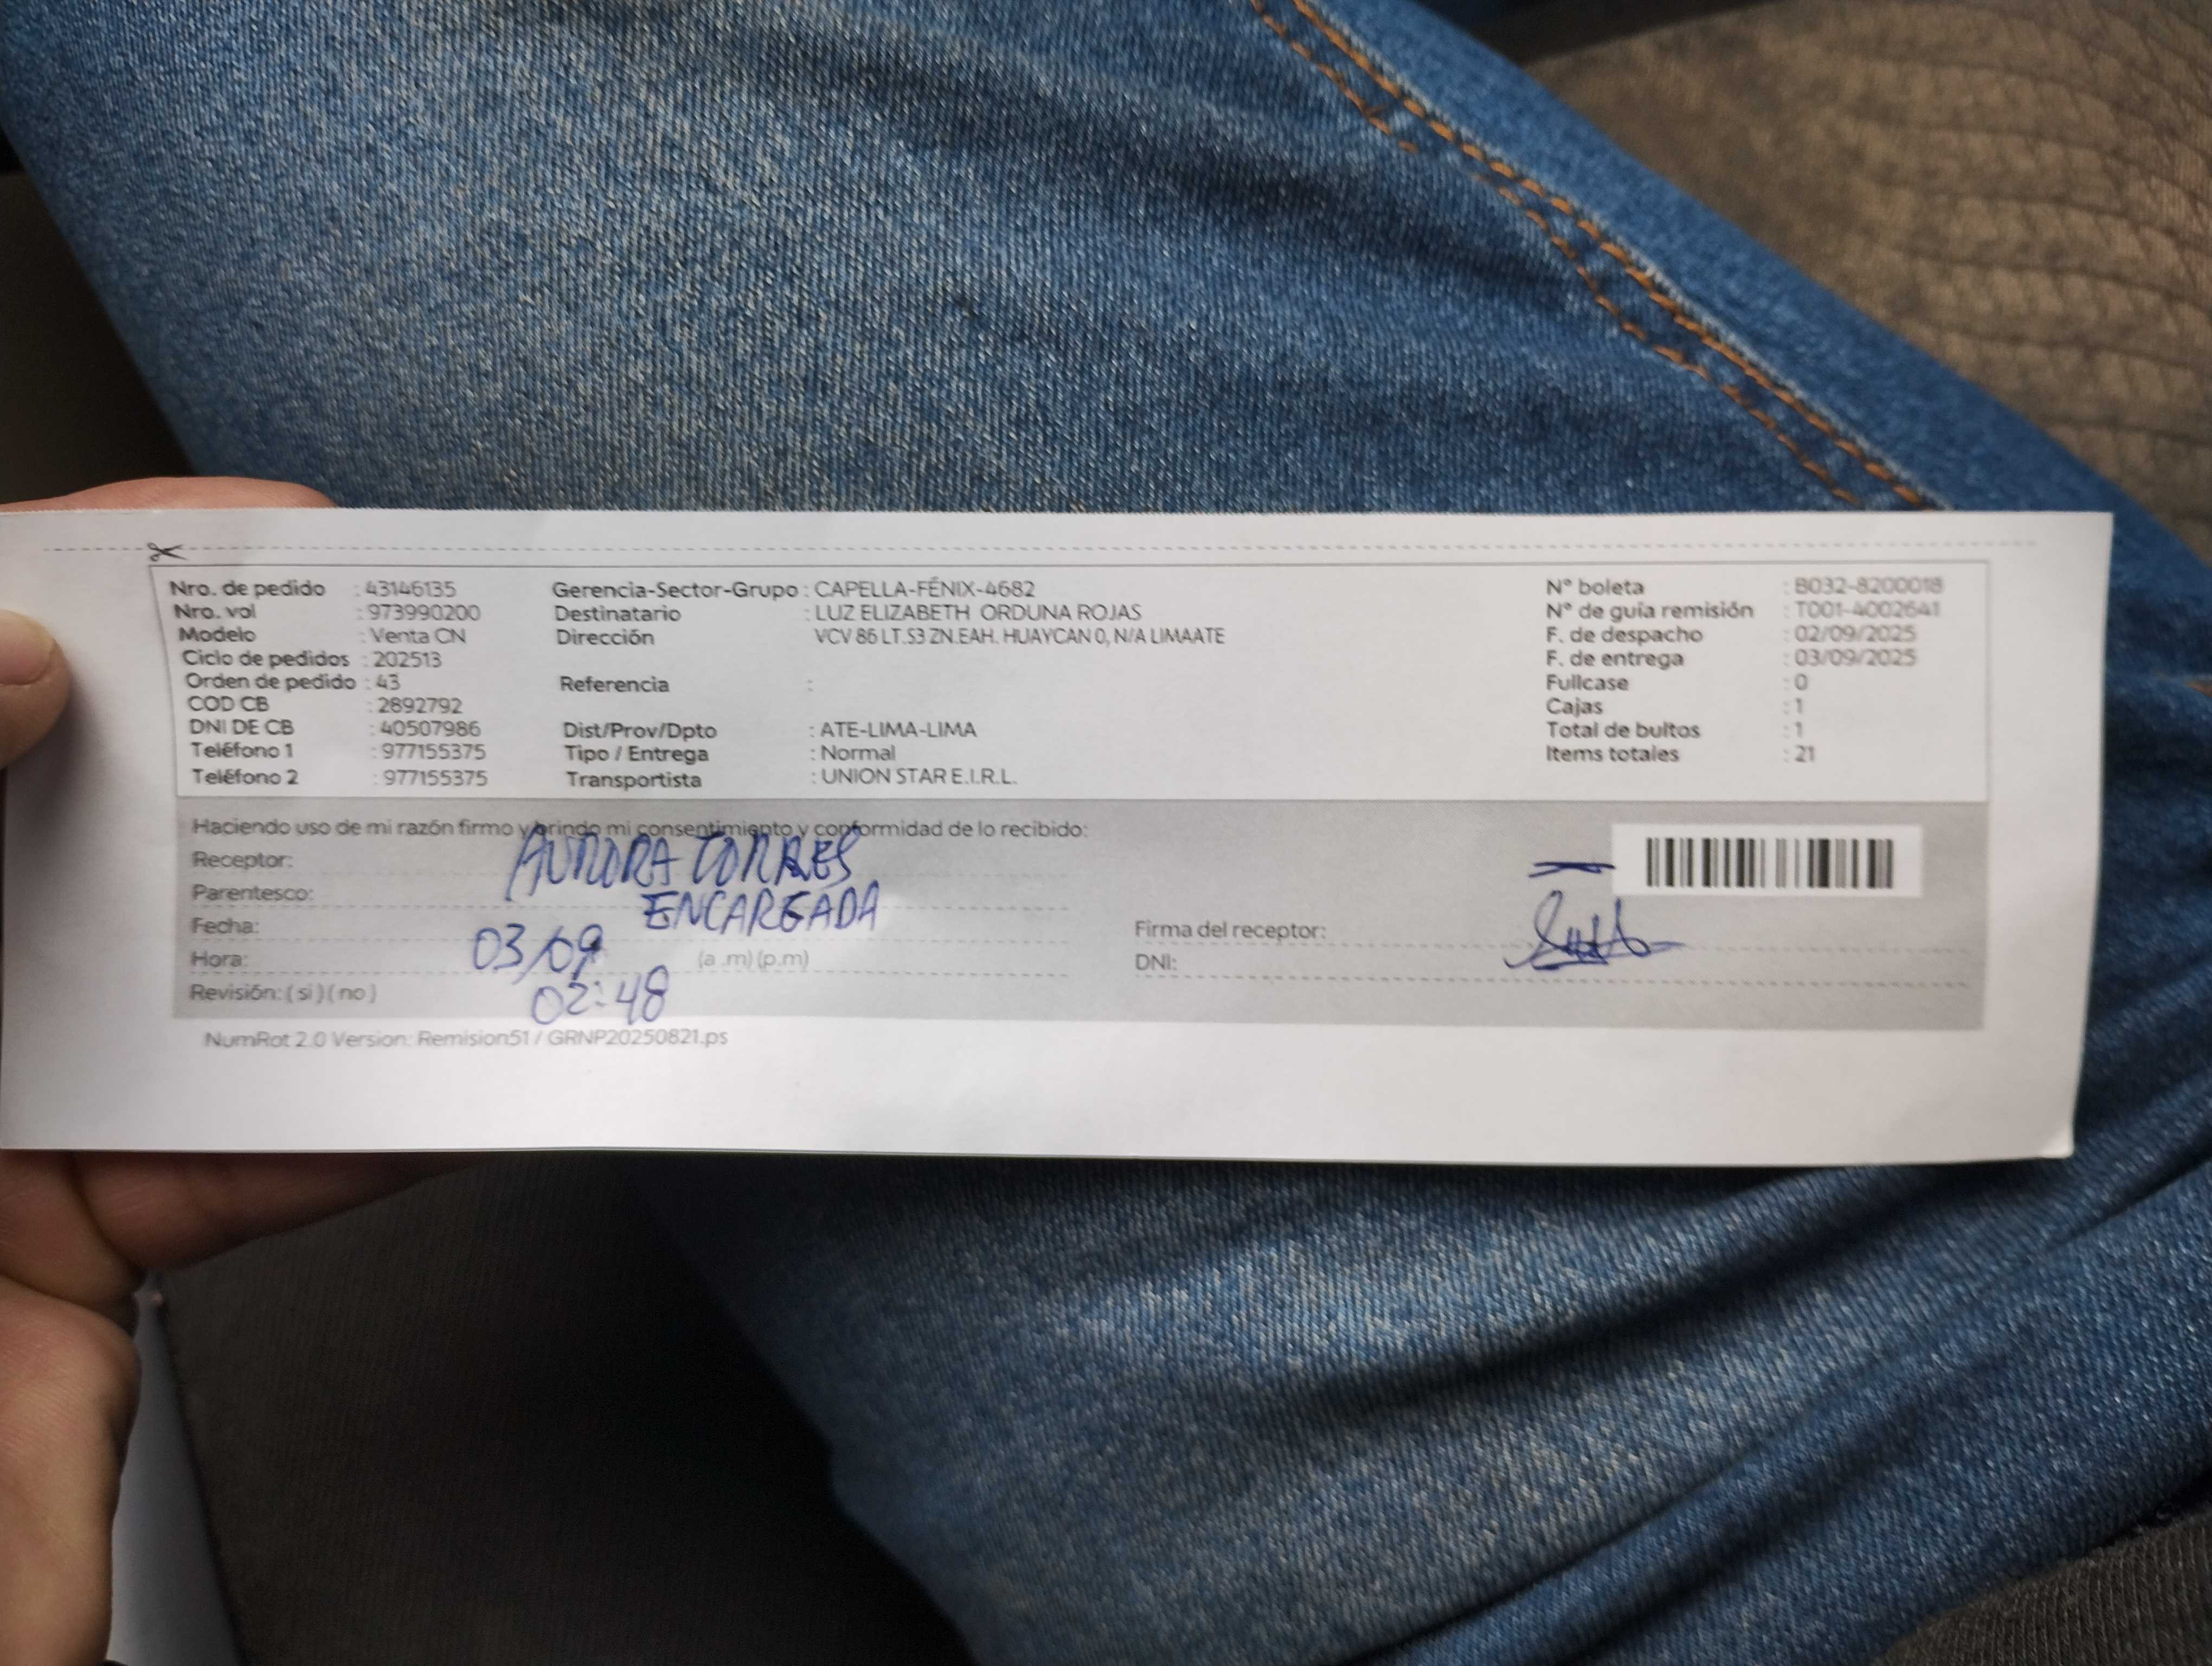 Nro. de pedido : 43146135
Nro. vol : 973990200
Modelo : Venta CN
Ciclo de pedidos : 202513
Orden de pedido : 43
COD CB : 2892792
DNI DE CB : 40507986
Teléfono 1 : 977155375
Teléfono 2 : 977155375
Gerencia-Sector-Grupo : CAPELLA-FÉNIX-4682
Destinatario : LUZ ELIZABETH ORDUNA ROJAS
Dirección VCV 86 LT.S3 ZN.EAH. HUAYCAN 0, N/A LIMAATE
Referencia :
Dist/Prov/Dpto : ATE-LIMA-LIMA
Tipo / Entrega : Normal
Transportista : UNION STAR E.I.R.L.
N° boleta : B032-8200018
N° de guía remisión : T001-4002641
F. de despacho : 02/09/2025
F. de entrega : 03/09/2025
Fullcase : 0
Cajas : 1
Total de bultos : 1
Items totales : 21
Haciendo uso de mi razón firmo y brindo mi consentimiento y conformidad de lo recibido:
Receptor: AURORA TORRES
Parentesco: ENCARGADA
Fecha: 03/09
Hora: (a .m) (p.m)
02:48
Revisión: ( si ) ( no )
Firma del receptor:
DNI:
NumRot 2.0 Version: Remision51 / GRNP20250821.ps